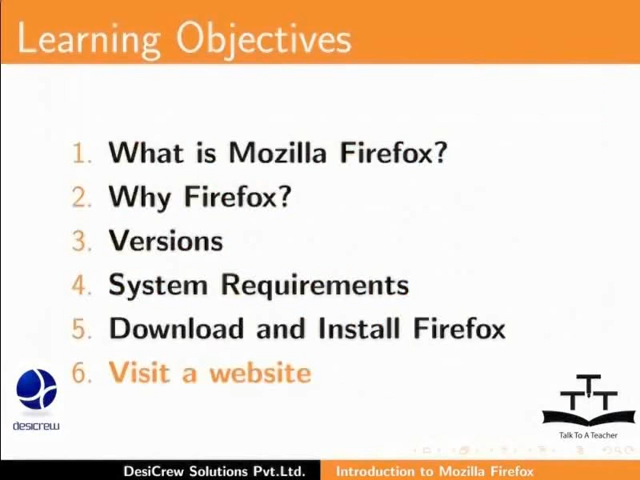 Learning Objectives
1. What is Mozilla Firefox?
2. Why Firefox?
3. Versions
4. System Requirements
5. Download and Install Firefox
6. Visit a website
desicrew
T T T
Talk To A Teacher
DesiCrew Solutions Pvt.Ltd. Introduction to Mozilla Firefox